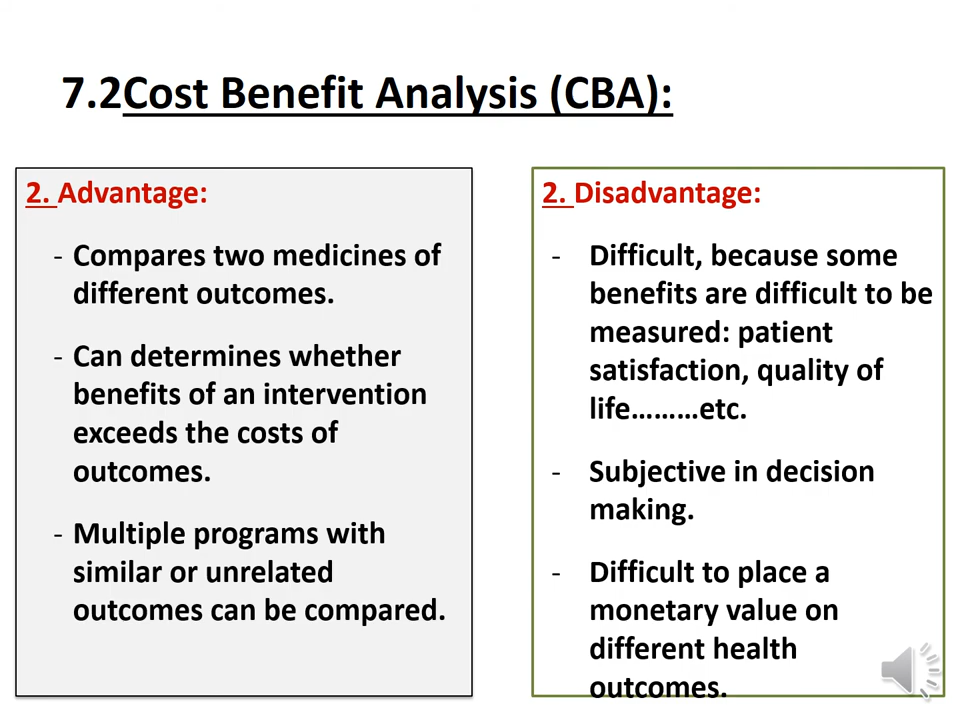 7.2Cost Benefit Analysis (CBA):
2. Advantage:
- Compares two medicines of
different outcomes.
- Can determines whether
benefits of an intervention
exceeds the costs of
outcomes.
- Multiple programs with
similar or unrelated
outcomes can be compared.
2. Disadvantage:
- Difficult, because some
benefits are difficult to be
measured: patient
satisfaction, quality of
life………etc.
- Subjective in decision
making.
- Difficult to place a
monetary value on
different health
outcomes.